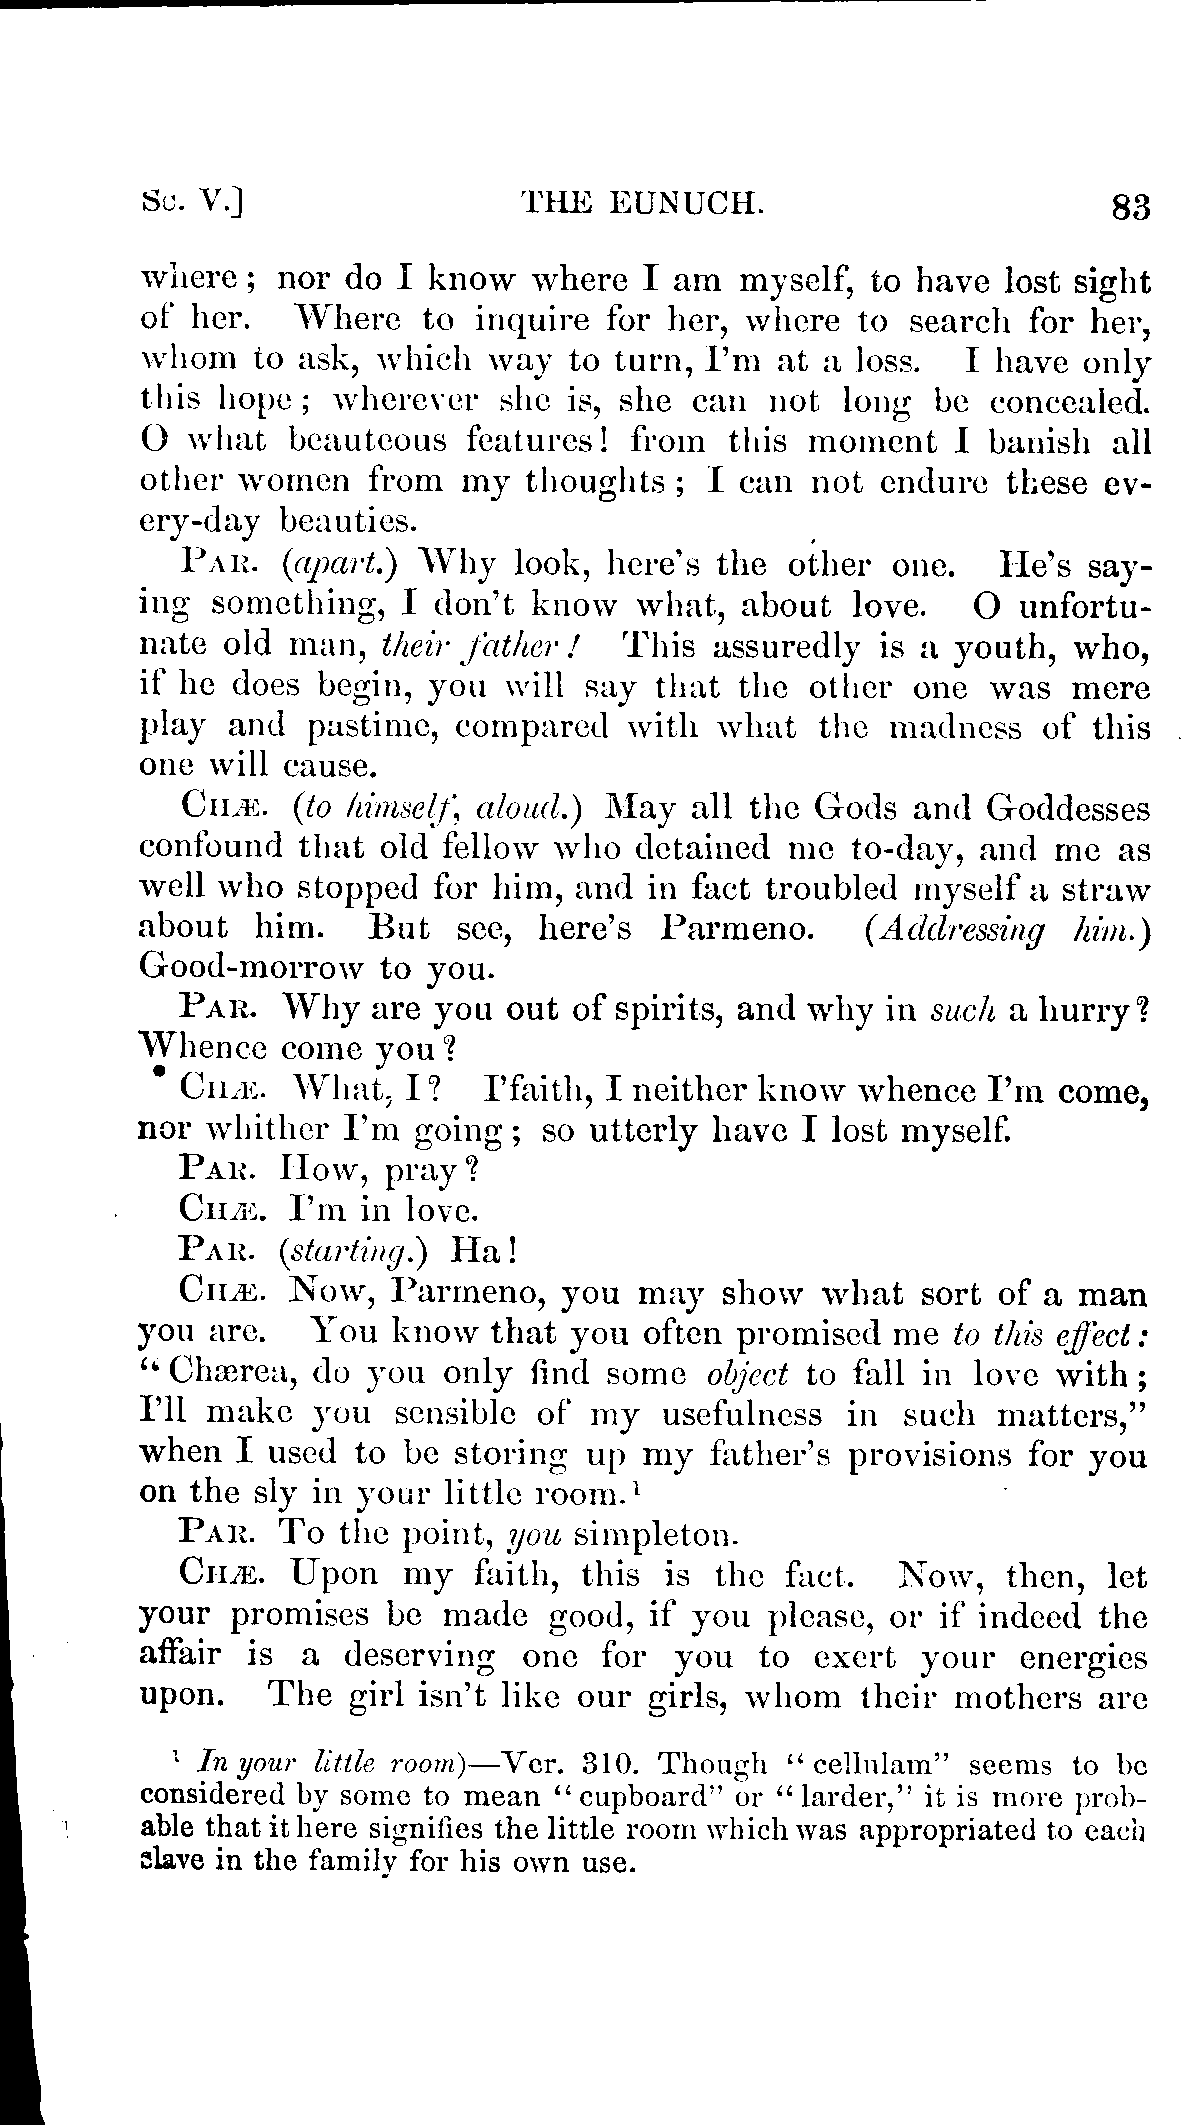 Sc. V.] THE EUNUCH. 83
where; nor do I know where I am myself, to have lost sight
of her. Where to inquire for her, where to search for her,
whom to ask, which way to turn, I'm at a loss. I have only
this hope; wherever she is, she can not long be concealed.
O what beauteous features! from this moment I banish all
other women from my thoughts; I can not endure these ev-
ery-day beauties.
PAR. (apart.) Why look, here's the other one. He's say-
ing something, I don't know what, about love. O unfortu-
nate old man, their father! This assuredly is a youth, who,
if he does begin, you will say that the other one was mere
play and pastime, compared with what the madness of this
one will cause.
CHÆ. (to himself, aloud.) May all the Gods and Goddesses
confound that old fellow who detained me to-day, and me as
well who stopped for him, and in fact troubled myself a straw
about him. But see, here's Parmeno. (Addressing him.)
Good-morrow to you.
PAR. Why are you out of spirits, and why in such a hurry?
Whence come you?
CHÆ. What, I? I'faith, I neither know whence I'm come,
nor whither I'm going; so utterly have I lost myself.
PAR. How, pray?
CHÆ. I'm in love.
PAR. (starting.) Ha!
CHÆ. Now, Parmeno, you may show what sort of a man
you are. You know that you often promised me to this effect:
"Chærea, do you only find some object to fall in love with;
I'll make you sensible of my usefulness in such matters,"
when I used to be storing up my father's provisions for you
on the sly in your little room.¹
PAR. To the point, you simpleton.
CHÆ. Upon my faith, this is the fact. Now, then, let
your promises be made good, if you please, or if indeed the
affair is a deserving one for you to exert your energies
upon. The girl isn't like our girls, whom their mothers are
¹ In your little room)—Ver. 310. Though "cellulam" seems to be
considered by some to mean "cupboard" or "larder," it is more prob-
able that it here signifies the little room which was appropriated to each
slave in the family for his own use.